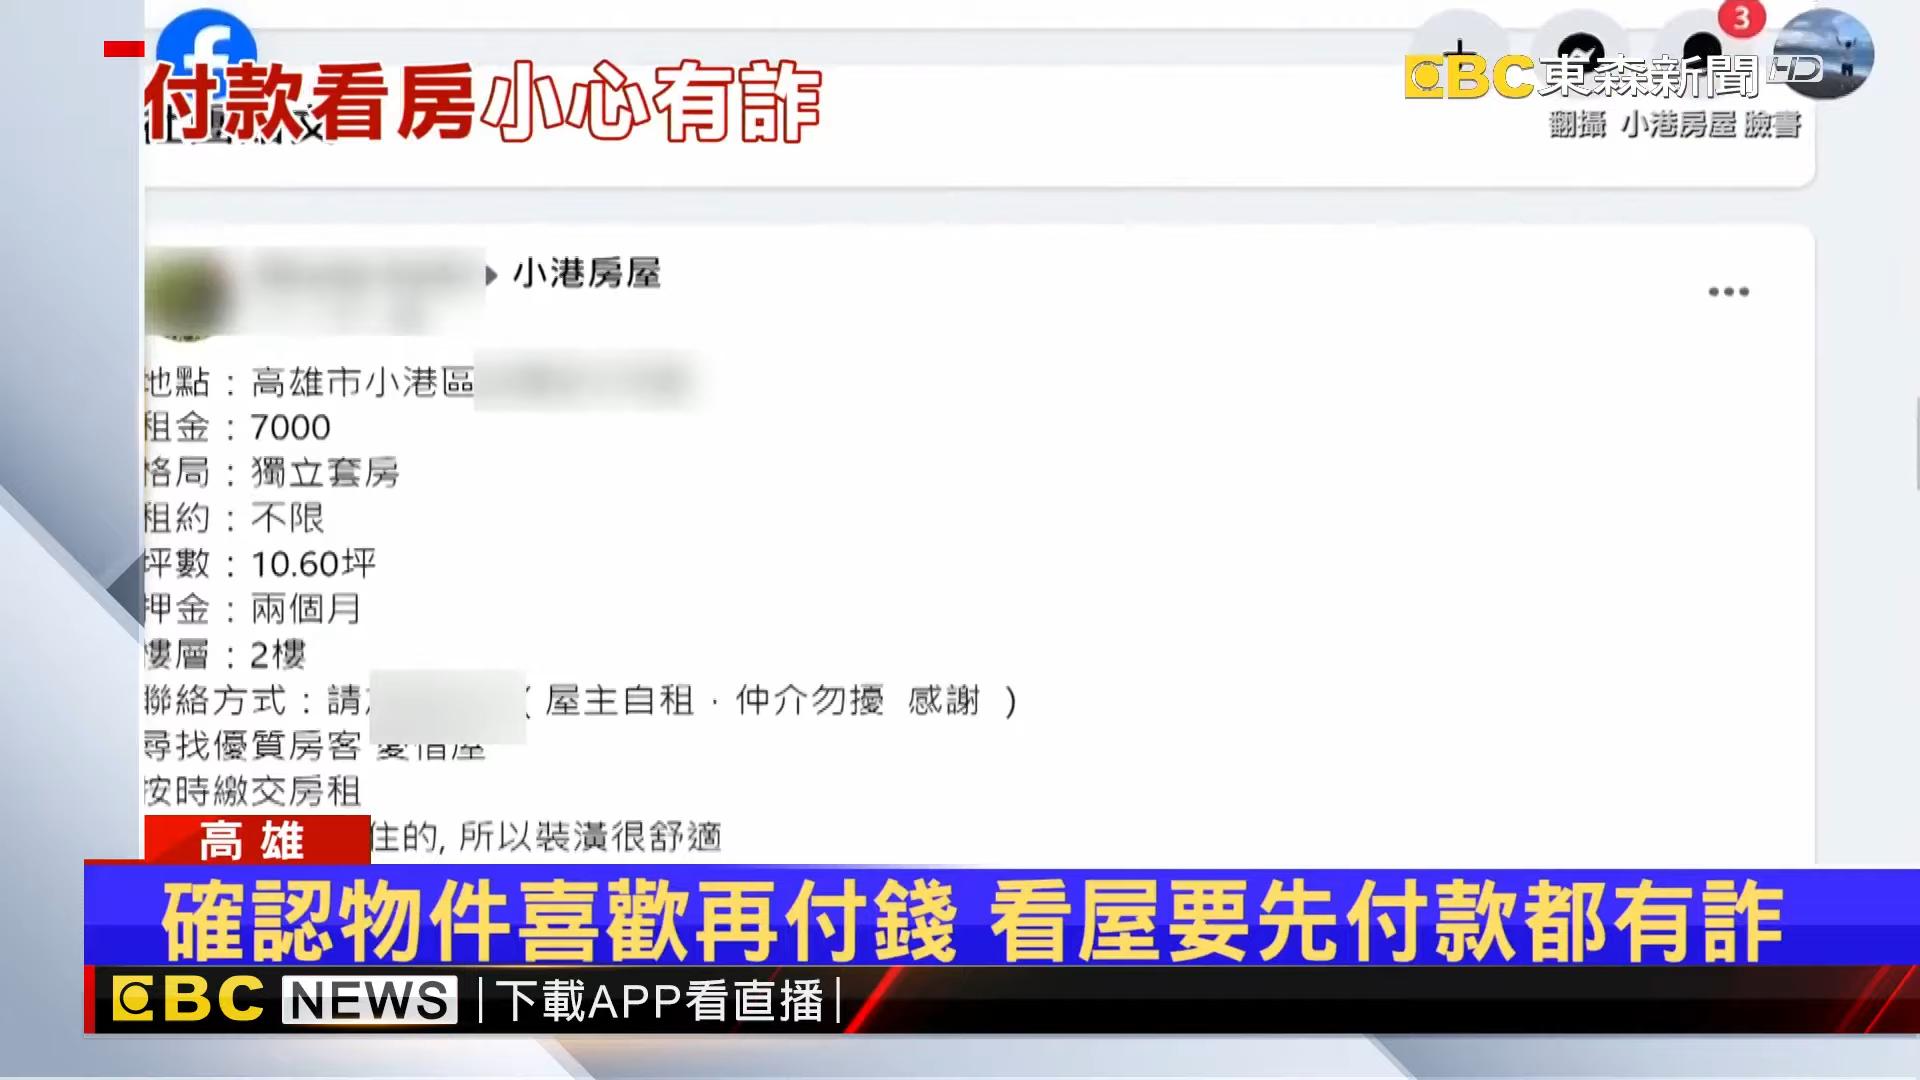 付款看房小心有詐
3
EBC東森新聞HD
翻攝 小港房屋 臉書
小港房屋
地點：高雄市小港區
租金：7000
格局：獨立套房
租約：不限
坪數：10.60坪
押金：兩個月
樓層：2樓
聯絡方式：請 ( 屋主自租，仲介勿擾 感謝 )
尋找優質房客 愛惜屋
按時繳交房租
住的, 所以裝潢很舒適
高雄
確認物件喜歡再付錢 看屋要先付款都有詐
EBC NEWS 下載APP看直播